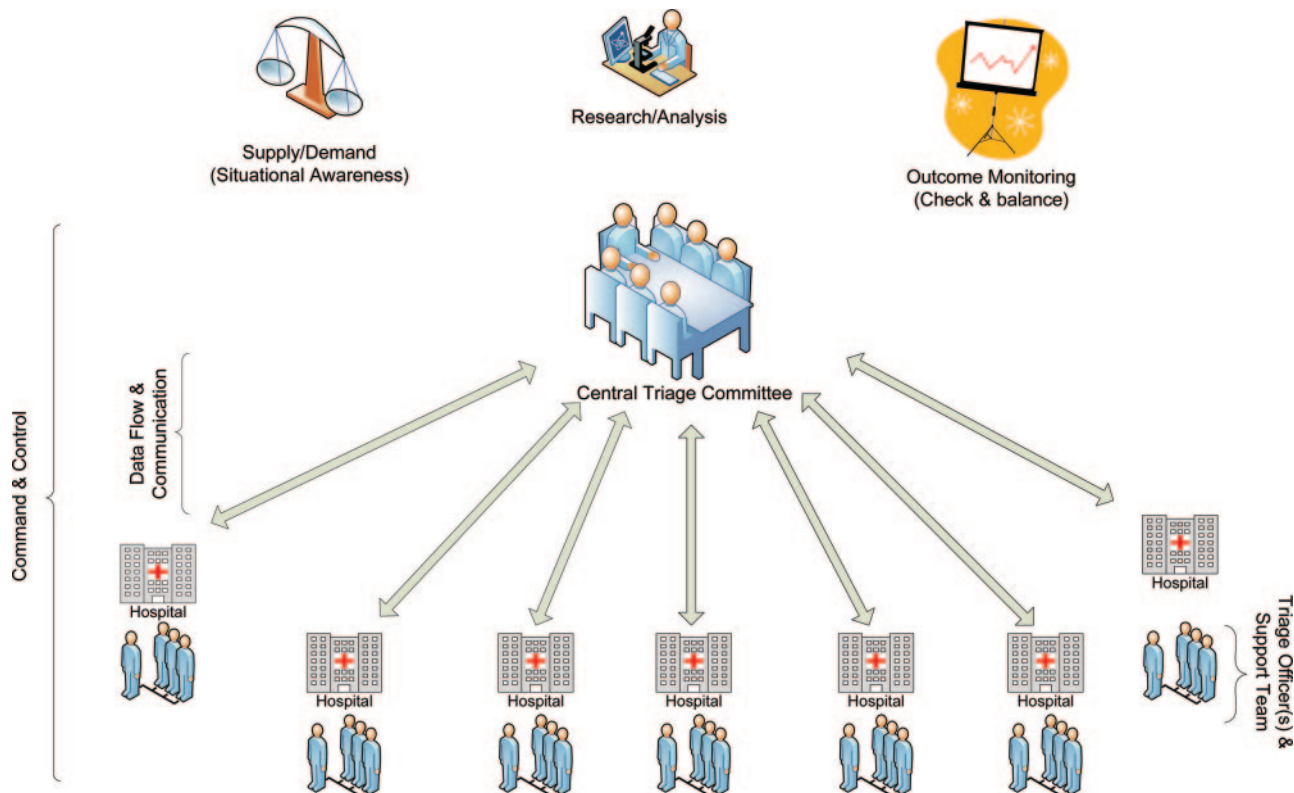 Supply/Demand
(Situational Awareness)
Research/Analysis
Outcome Monitoring
(Check & balance)
Central Triage Committee
Command & Control
Data Flow &
Communication
Hospital
Hospital
Hospital
Hospital
Hospital
Hospital
Hospital
Triage Officer(s) &
Support Team